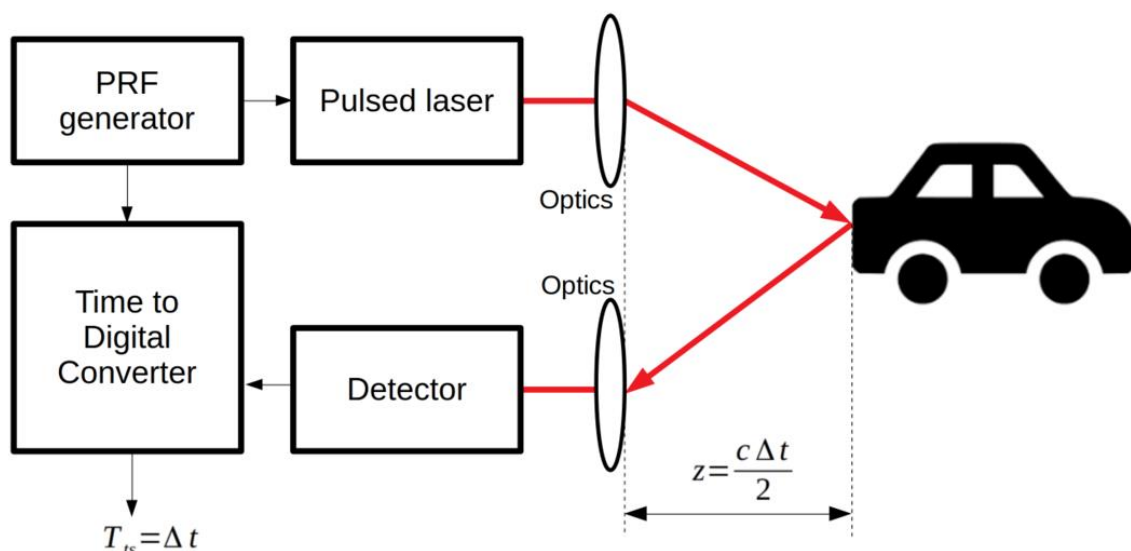 PRF
generator
Pulsed laser
Optics
Optics
Time to
Digital
Converter
Detector
z=cΔt/2
T_ts=Δt